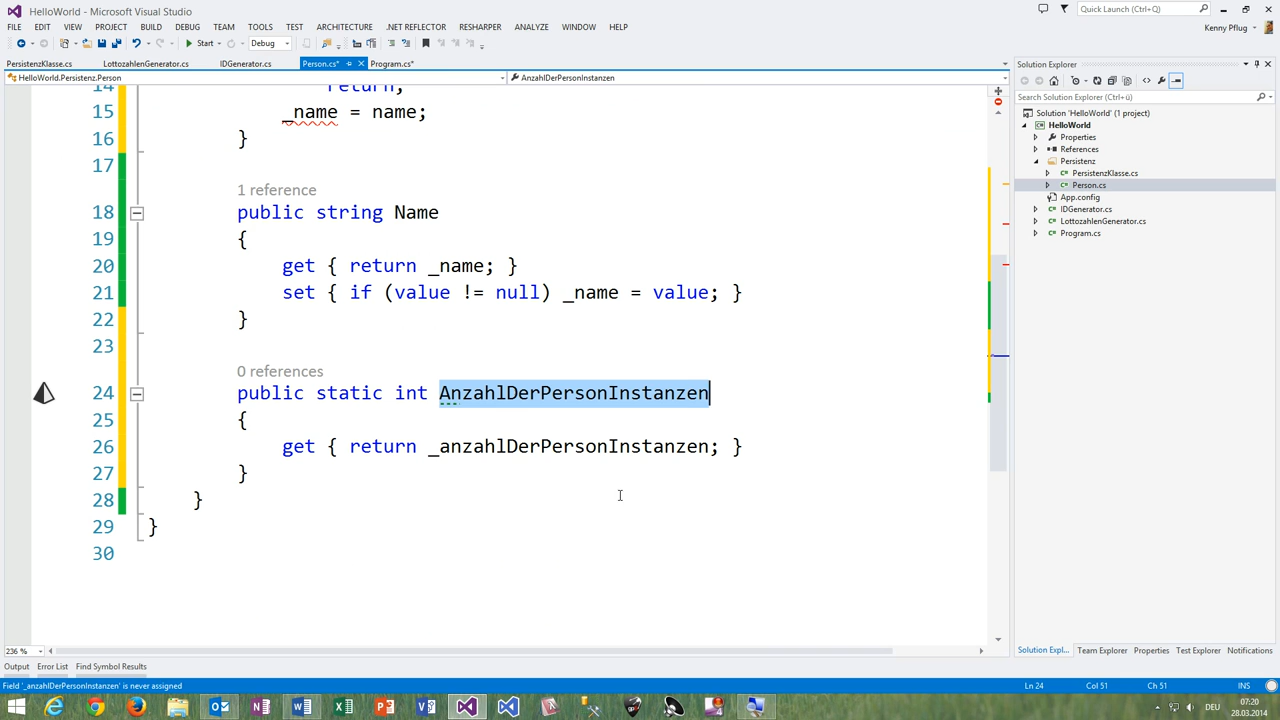 HelloWorld - Microsoft Visual Studio
Quick Launch (Ctrl+Q)
FILE EDIT VIEW PROJECT BUILD DEBUG TEAM TOOLS TEST ARCHITECTURE .NET REFLECTOR RESHARPER ANALYZE WINDOW HELP
Kenny Pflug
Start Debug
PersistenzKlasse.cs LottozahlenGenerator.cs IDGenerator.cs Person.cs* Program.cs*
HelloWorld.Persistenz.Person AnzahlDerPersonInstanzen
14 return;
15 _name = name;
16 }
17
1 reference
18 public string Name
19 {
20 get { return _name; }
21 set { if (value != null) _name = value; }
22 }
23
0 references
24 public static int AnzahlDerPersonInstanzen
25 {
26 get { return _anzahlDerPersonInstanzen; }
27 }
28 }
29 }
30
236 %
Solution Explorer
Search Solution Explorer (Ctrl+ü)
Solution 'HelloWorld' (1 project)
HelloWorld
Properties
References
Persistenz
PersistenzKlasse.cs
Person.cs
App.config
IDGenerator.cs
LottozahlenGenerator.cs
Program.cs
Solution Expl... Team Explorer Properties Test Explorer Notifications
Output Error List Find Symbol Results
Field '_anzahlDerPersonInstanzen' is never assigned
Ln 24 Col 51 Ch 51 INS
DEU
07:20
28.03.2014